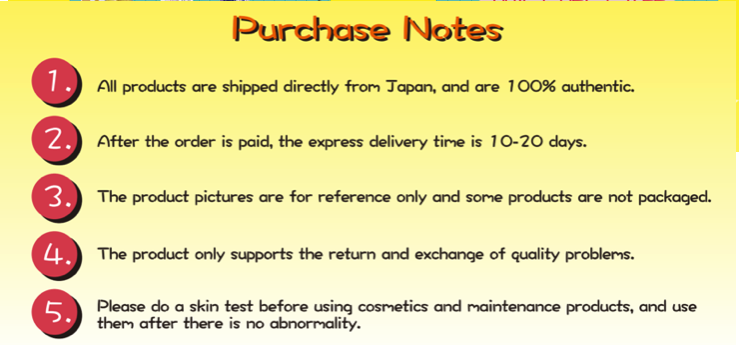 Purchase Notes
1. All products are shipped directly from Japan, and are 100% authentic.
2. After the order is paid, the express delivery time is 10-20 days.
3. The product pictures are for reference only and some products are not packaged.
4. The product only supports the return and exchange of quality problems.
5. Please do a skin test before using cosmetics and maintenance products, and use
them after there is no abnormality.